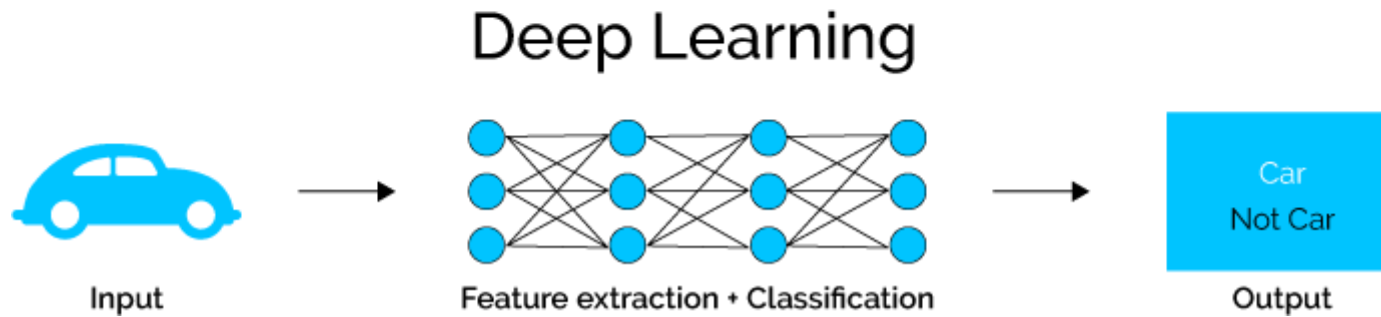 Deep Learning
Car
Not Car
Input
Feature extraction + Classification
Output